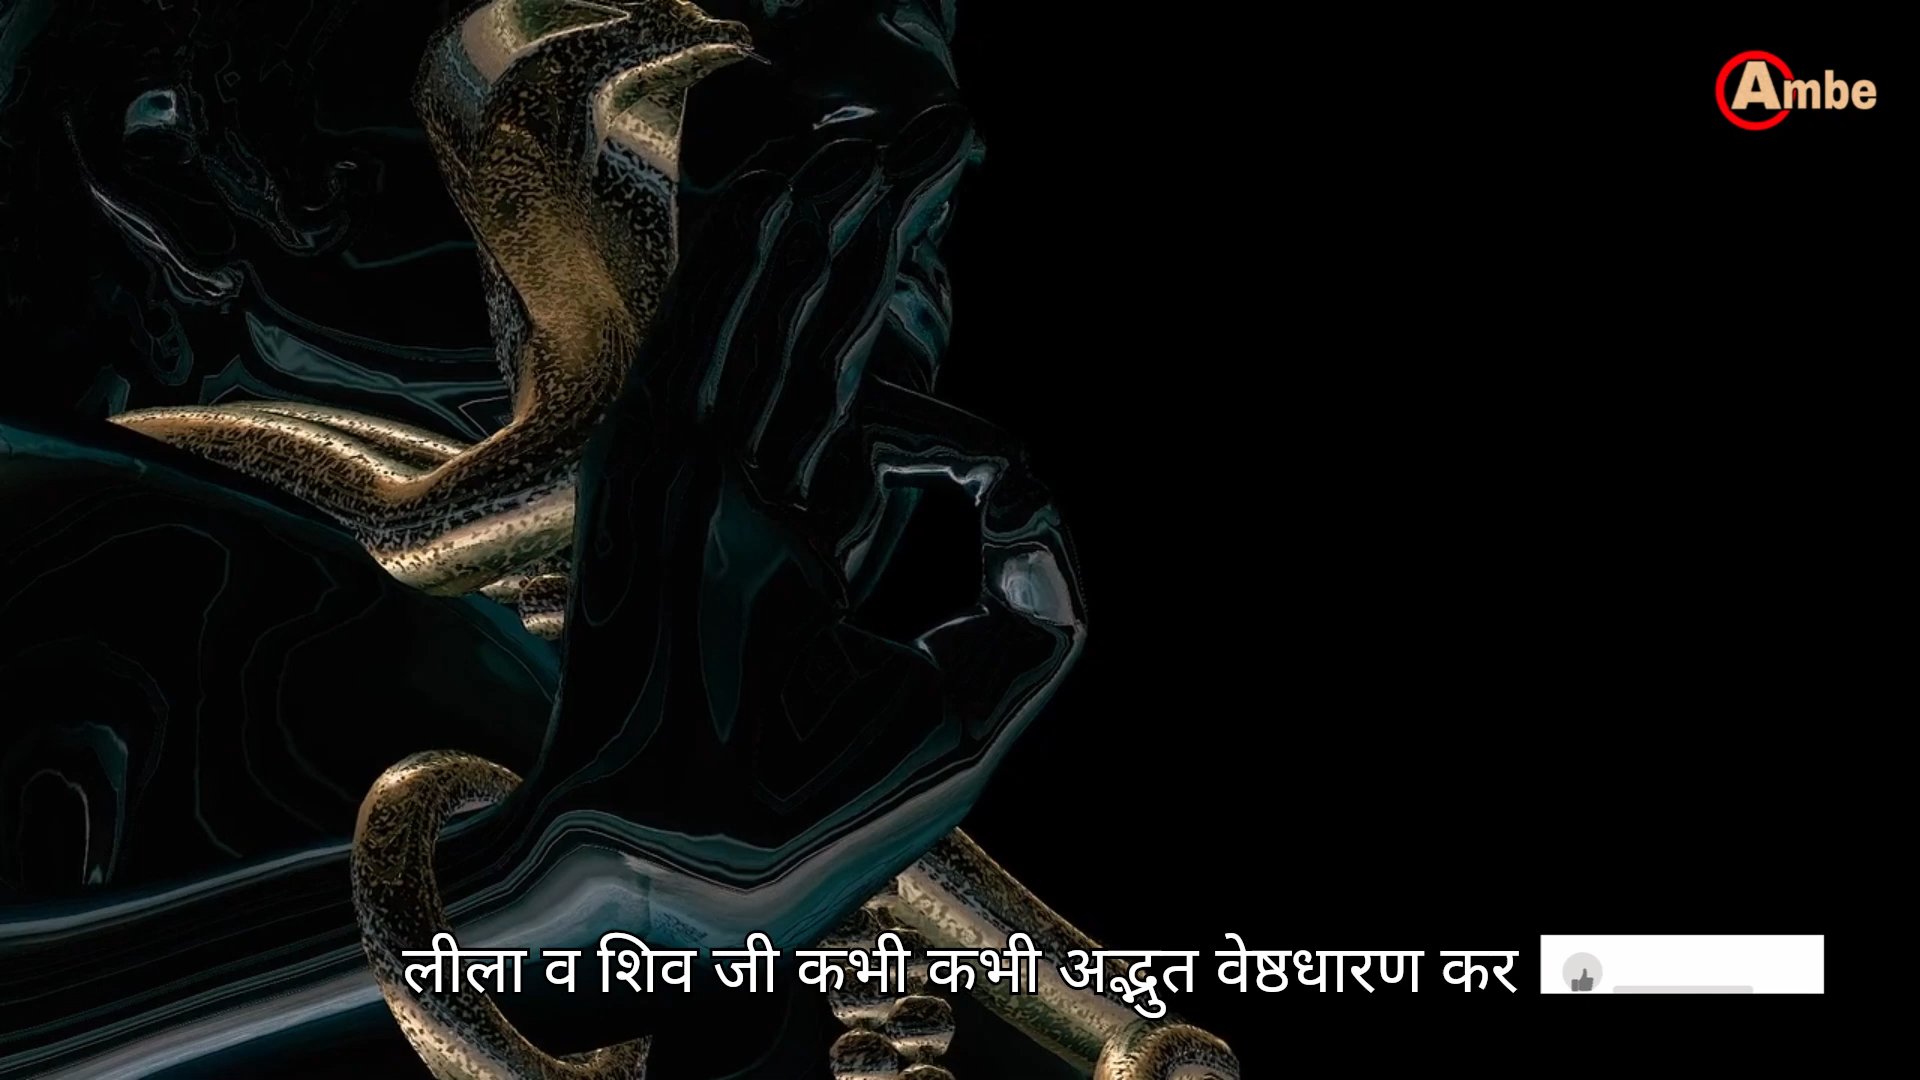 Ambe
लीला व शिव जी कभी कभी अद्भुत वेष्ठधारण कर